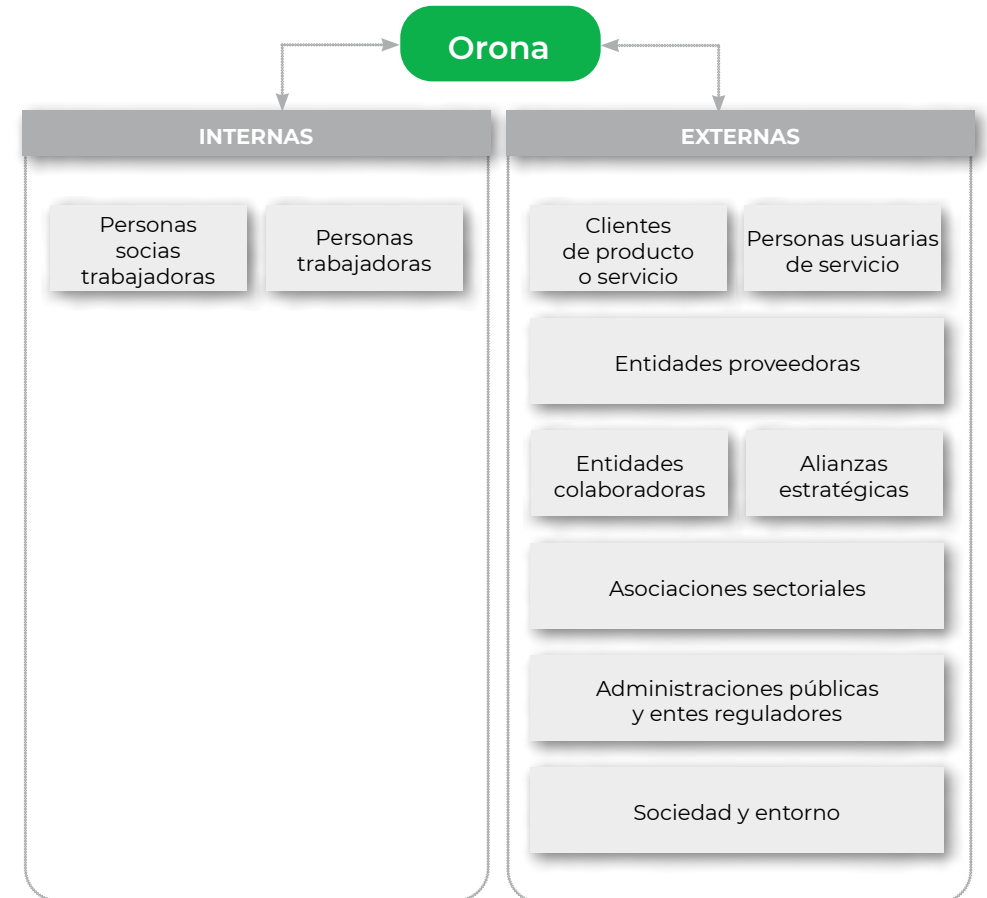 Orona
INTERNAS
Personas
socias
trabajadoras
Personas
trabajadoras
EXTERNAS
Clientes
de producto
o servicio
Personas usuarias
de servicio
Entidades proveedoras
Entidades
colaboradoras
Alianzas
estratégicas
Asociaciones sectoriales
Administraciones públicas
y entes reguladores
Sociedad y entorno